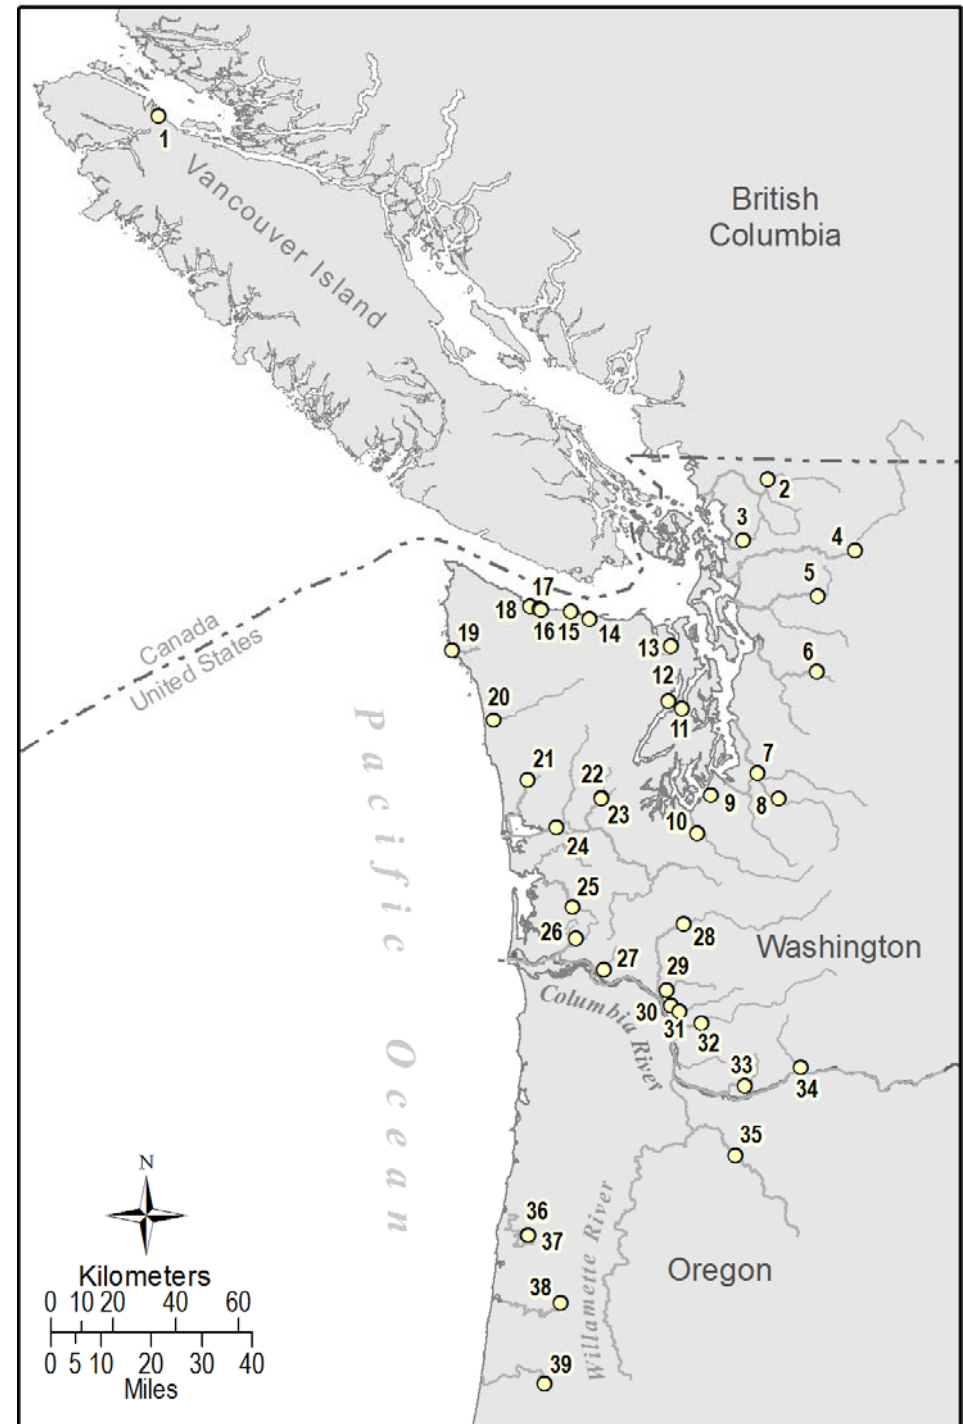 1
Vancouver Island
British
Columbia
2
3
4
5
6
Canada
United States
17
18
16
15
14
13
19
12
11
20
7
8
9
10
21
22
23
24
25
26
27
28
Washington
29
30
31
32
33
34
Columbia River
Pacific Ocean
35
36
37
38
39
Willamette River
Oregon
N
Kilometers
0 10 20 40 60
0 5 10 20 30 40
Miles